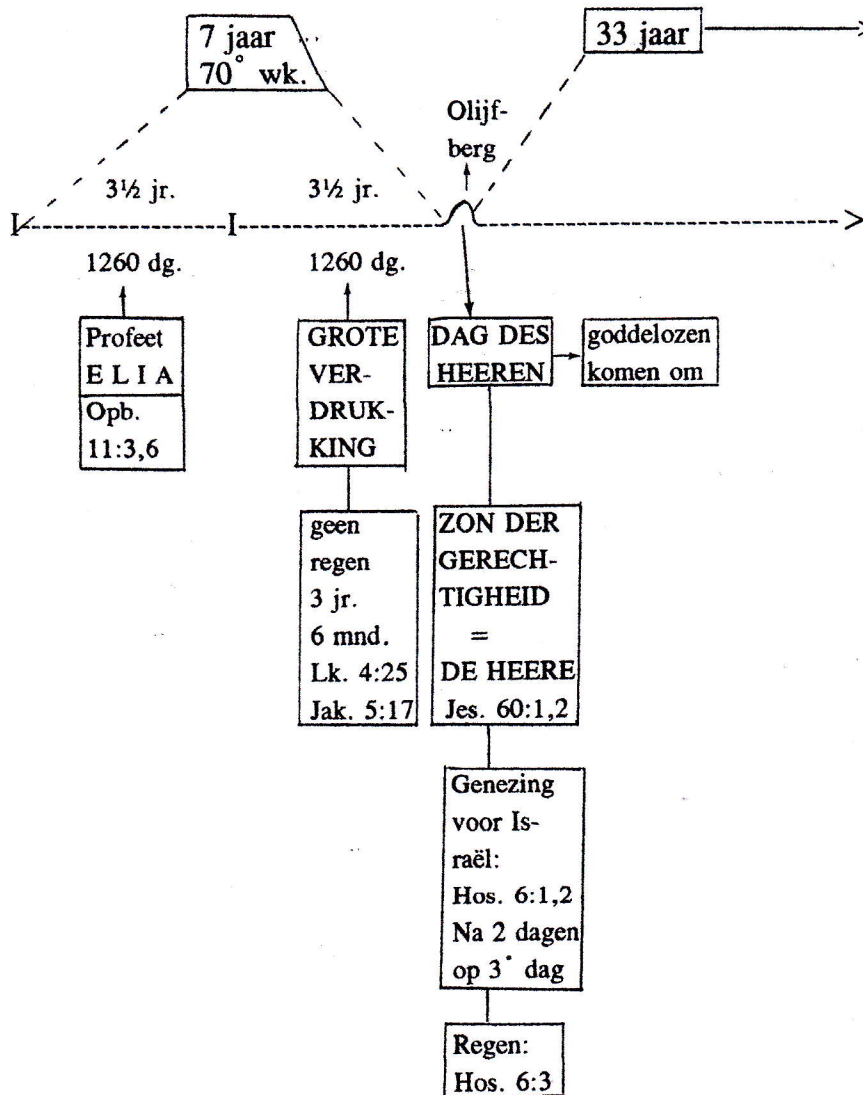 7 jaar
70° wk.
33 jaar
Olijf-
berg
3½ jr.
3½ jr.
1260 dg.
1260 dg.
Profeet
E L I A
Opb.
11:3,6
GROTE
VER-
DRUK-
KING
DAG DES
HEEREN
goddelozen
komen om
geen
regen
3 jr.
6 mnd.
Lk. 4:25
Jak. 5:17
ZON DER
GERECH-
TIGHEID
=
DE HEERE
Jes. 60:1,2
Genezing
voor Is-
raël:
Hos. 6:1,2
Na 2 dagen
op 3° dag
Regen:
Hos. 6:3